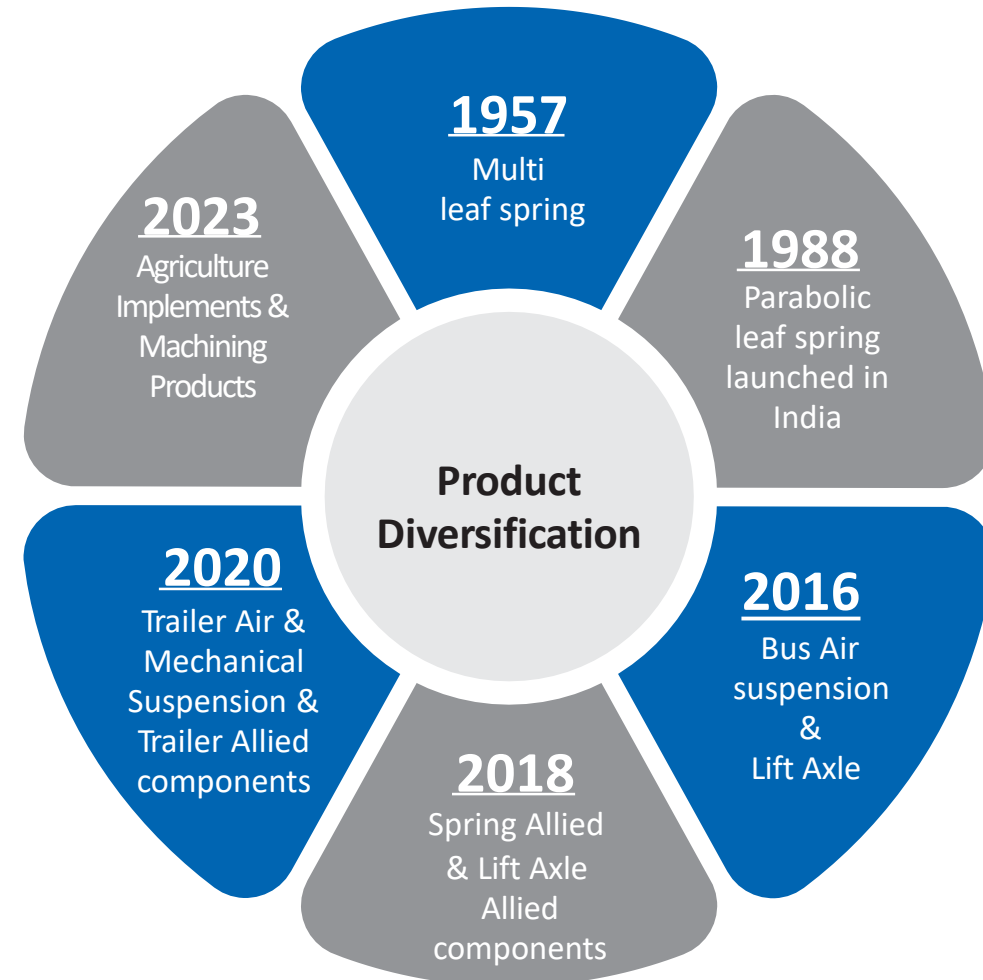 1957
Multi
leaf spring
1988
Parabolic
leaf spring
launched in
India
2016
Bus Air
suspension
&
Lift Axle
2018
Spring Allied
& Lift Axle
Allied
components
2020
Trailer Air &
Mechanical
Suspension &
Trailer Allied
components
2023
Agriculture
Implements &
Machining
Products
Product
Diversification